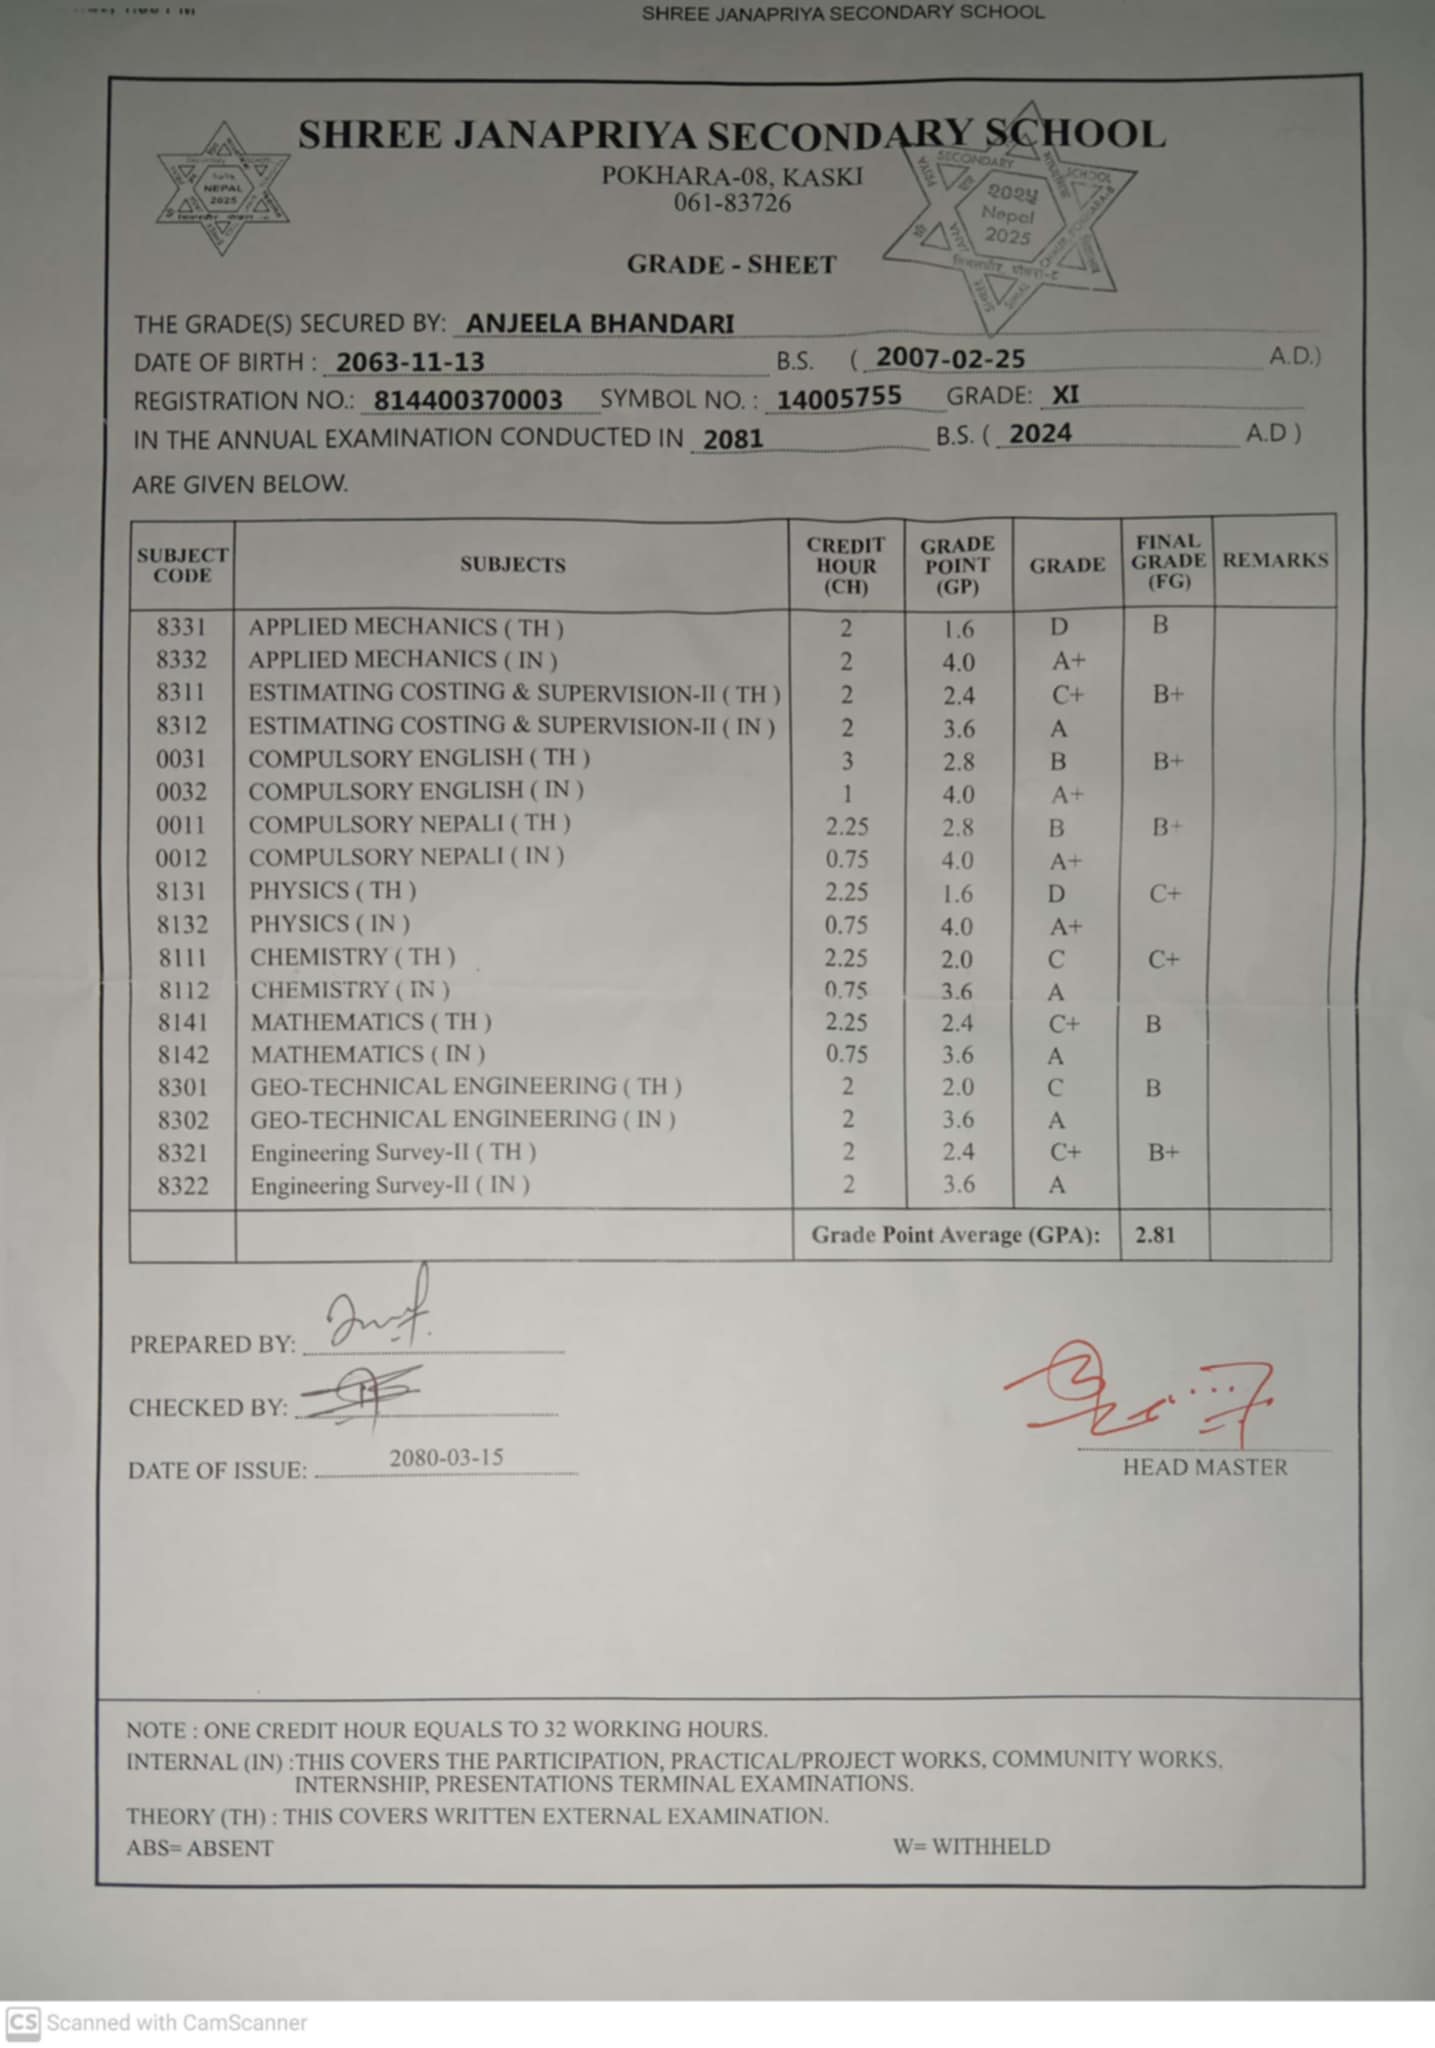 SHREE JANAPRIYA SECONDARY SCHOOL
SHREE JANAPRIYA SECONDARY SCHOOL
POKHARA-08, KASKI
061-83726
NEPAL
2025
SECONDARY SCHOOL
२०२५
Nepal
2025
GRADE - SHEET
THE GRADE(S) SECURED BY: ANJEELA BHANDARI
DATE OF BIRTH : 2063-11-13 B.S. ( 2007-02-25 A.D.)
REGISTRATION NO.: 814400370003 SYMBOL NO. : 14005755 GRADE: XI
IN THE ANNUAL EXAMINATION CONDUCTED IN 2081 B.S. ( 2024 A.D )
ARE GIVEN BELOW.
SUBJECT CODE SUBJECTS CREDIT HOUR (CH) GRADE POINT (GP) GRADE FINAL GRADE (FG) REMARKS
8331 APPLIED MECHANICS ( TH ) 2 1.6 D B
8332 APPLIED MECHANICS ( IN ) 2 4.0 A+
8311 ESTIMATING COSTING & SUPERVISION-II ( TH ) 2 2.4 C+ B+
8312 ESTIMATING COSTING & SUPERVISION-II ( IN ) 2 3.6 A
0031 COMPULSORY ENGLISH ( TH ) 3 2.8 B B+
0032 COMPULSORY ENGLISH ( IN ) 1 4.0 A+
0011 COMPULSORY NEPALI ( TH ) 2.25 2.8 B B+
0012 COMPULSORY NEPALI ( IN ) 0.75 4.0 A+
8131 PHYSICS ( TH ) 2.25 1.6 D C+
8132 PHYSICS ( IN ) 0.75 4.0 A+
8111 CHEMISTRY ( TH ) 2.25 2.0 C C+
8112 CHEMISTRY ( IN ) 0.75 3.6 A
8141 MATHEMATICS ( TH ) 2.25 2.4 C+ B
8142 MATHEMATICS ( IN ) 0.75 3.6 A
8301 GEO-TECHNICAL ENGINEERING ( TH ) 2 2.0 C B
8302 GEO-TECHNICAL ENGINEERING ( IN ) 2 3.6 A
8321 Engineering Survey-II ( TH ) 2 2.4 C+ B+
8322 Engineering Survey-II ( IN ) 2 3.6 A
Grade Point Average (GPA): 2.81
PREPARED BY:
CHECKED BY:
DATE OF ISSUE: 2080-03-15
HEAD MASTER
NOTE : ONE CREDIT HOUR EQUALS TO 32 WORKING HOURS.
INTERNAL (IN) :THIS COVERS THE PARTICIPATION, PRACTICAL/PROJECT WORKS, COMMUNITY WORKS,
INTERNSHIP, PRESENTATIONS TERMINAL EXAMINATIONS.
THEORY (TH) : THIS COVERS WRITTEN EXTERNAL EXAMINATION.
ABS= ABSENT W= WITHHELD
CS Scanned with CamScanner